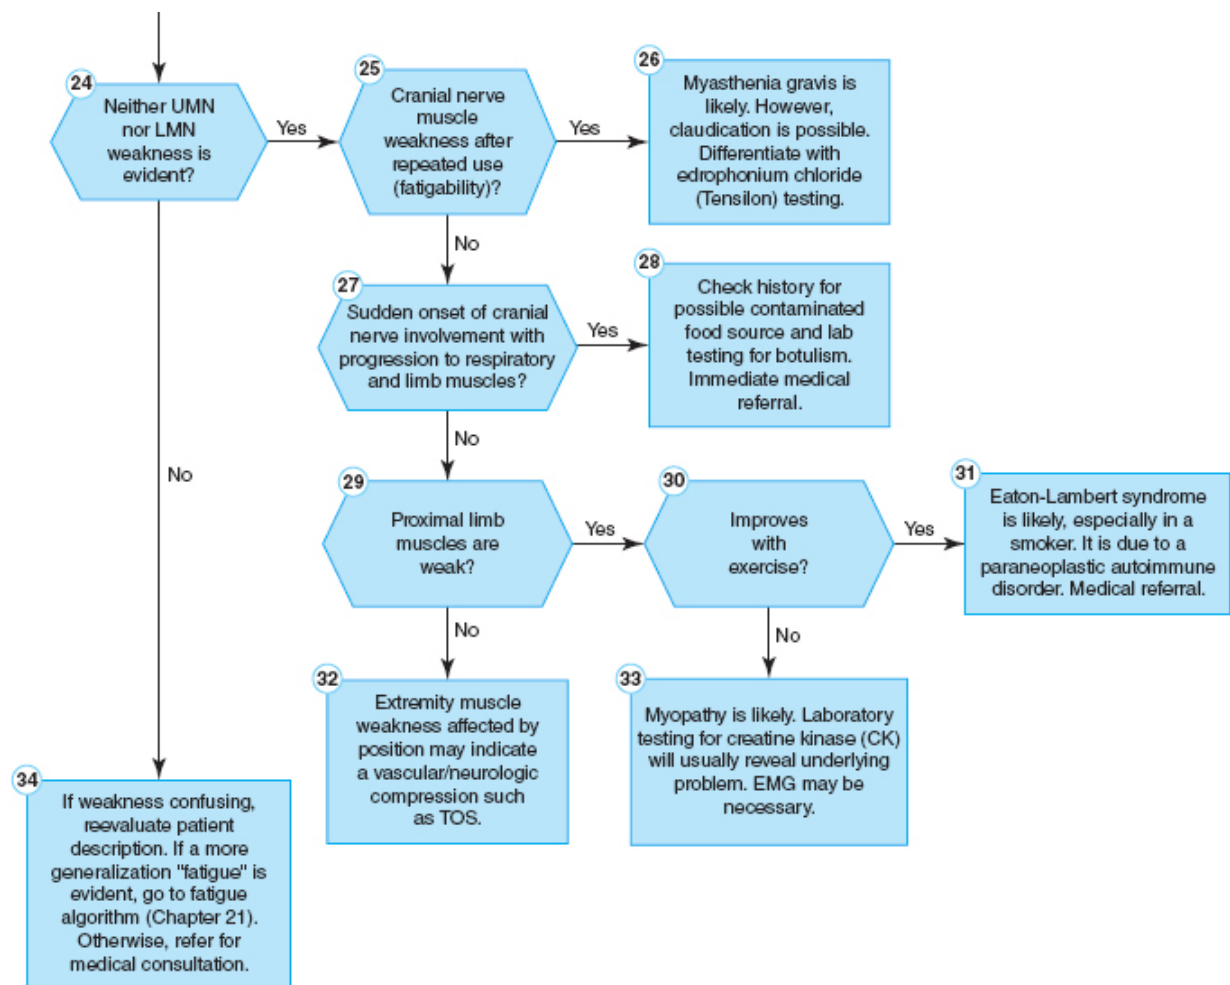 24
Neither UMN
nor LMN
weakness is
evident?
Yes
25
Cranial nerve
muscle
weakness after
repeated use
(fatigability)?
Yes
26
Myasthenia gravis is
likely. However,
claudication is possible.
Differentiate with
edrophonium chloride
(Tensilon) testing.
No
27
Sudden onset of cranial
nerve involvement with
progression to respiratory
and limb muscles?
Yes
28
Check history for
possible contaminated
food source and lab
testing for botulism.
Immediate medical
referral.
No
No
29
Proximal limb
muscles are
weak?
Yes
30
Improves
with
exercise?
Yes
31
Eaton-Lambert syndrome
is likely, especially in a
smoker. It is due to a
paraneoplastic autoimmune
disorder. Medical referral.
No
No
32
Extremity muscle
weakness affected by
position may indicate
a vascular/neurologic
compression such
as TOS.
33
Myopathy is likely. Laboratory
testing for creatine kinase (CK)
will usually reveal underlying
problem. EMG may be
necessary.
34
If weakness confusing,
reevaluate patient
description. If a more
generalization "fatigue" is
evident, go to fatigue
algorithm (Chapter 21).
Otherwise, refer for
medical consultation.